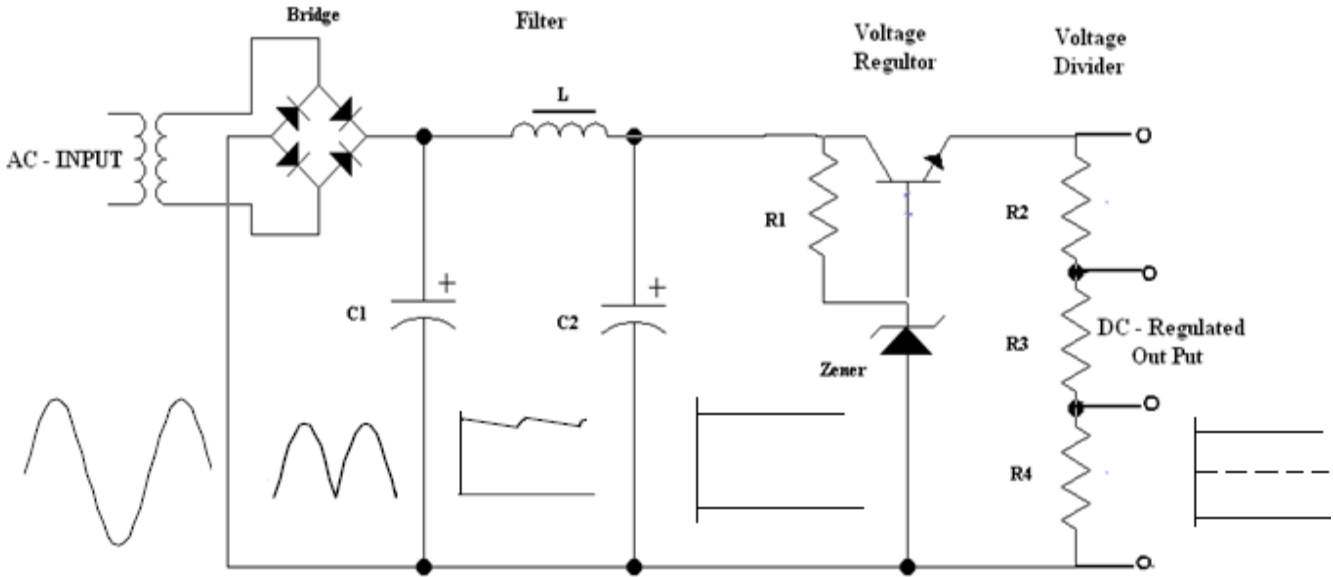 Bridge
Filter
Voltage
Regultor
Voltage
Divider
L
AC - INPUT
R1
R2
C1
C2
Zener
R3
DC - Regulated
Out Put
R4